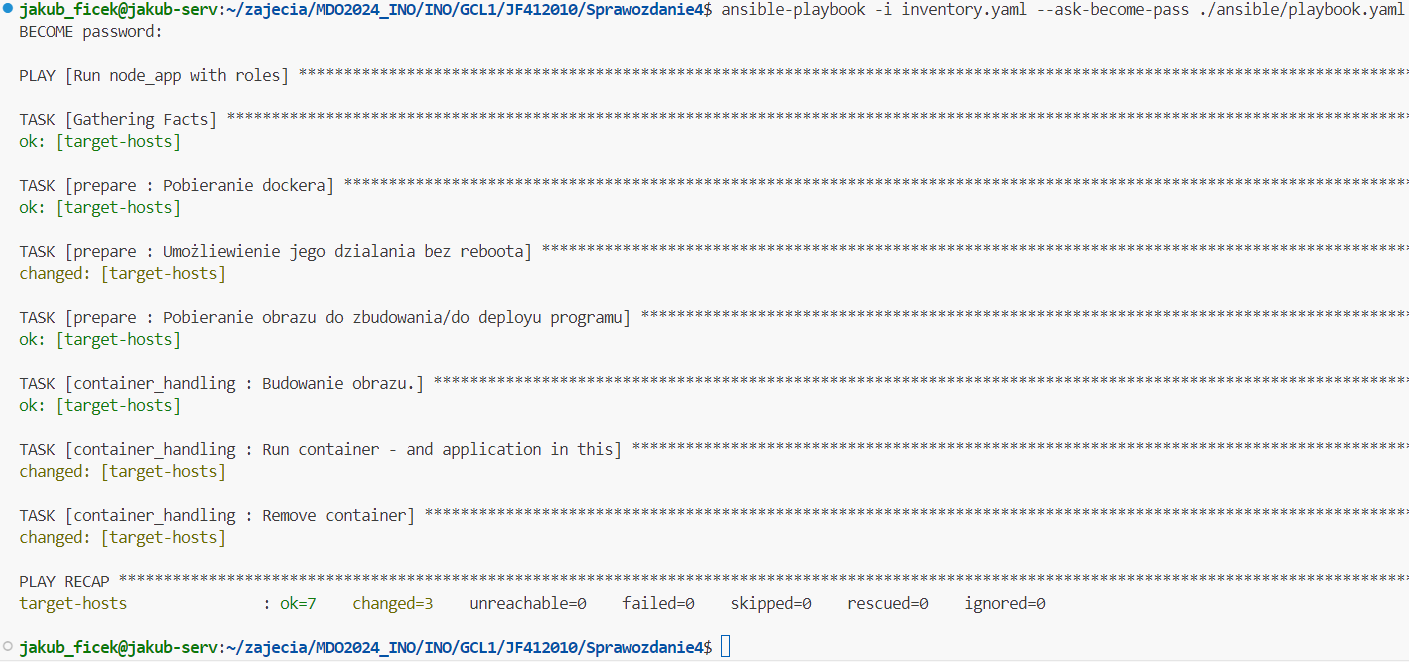 jakub_ficek@jakub-serv:~/zajecia/MDO2024_INO/INO/GCL1/JF412010/Sprawozdanie4$ ansible-playbook -i inventory.yaml --ask-become-pass ./ansible/playbook.yaml
BECOME password:
PLAY [Run node_app with roles] ****************************************************************************************************************************
TASK [Gathering Facts] ************************************************************************************************************************************
ok: [target-hosts]
TASK [prepare : Pobieranie dockera] ***********************************************************************************************************************
ok: [target-hosts]
TASK [prepare : Umożliewienie jego dzialania bez reboota] *************************************************************************************************
changed: [target-hosts]
TASK [prepare : Pobieranie obrazu do zbudowania/do deployu programu] **************************************************************************************
ok: [target-hosts]
TASK [container_handling : Budowanie obrazu.] *************************************************************************************************************
ok: [target-hosts]
TASK [container_handling : Run container - and application in this] ***************************************************************************************
changed: [target-hosts]
TASK [container_handling : Remove container] **************************************************************************************************************
changed: [target-hosts]
PLAY RECAP ************************************************************************************************************************************************
target-hosts               : ok=7    changed=3    unreachable=0    failed=0    skipped=0    rescued=0    ignored=0
jakub_ficek@jakub-serv:~/zajecia/MDO2024_INO/INO/GCL1/JF412010/Sprawozdanie4$